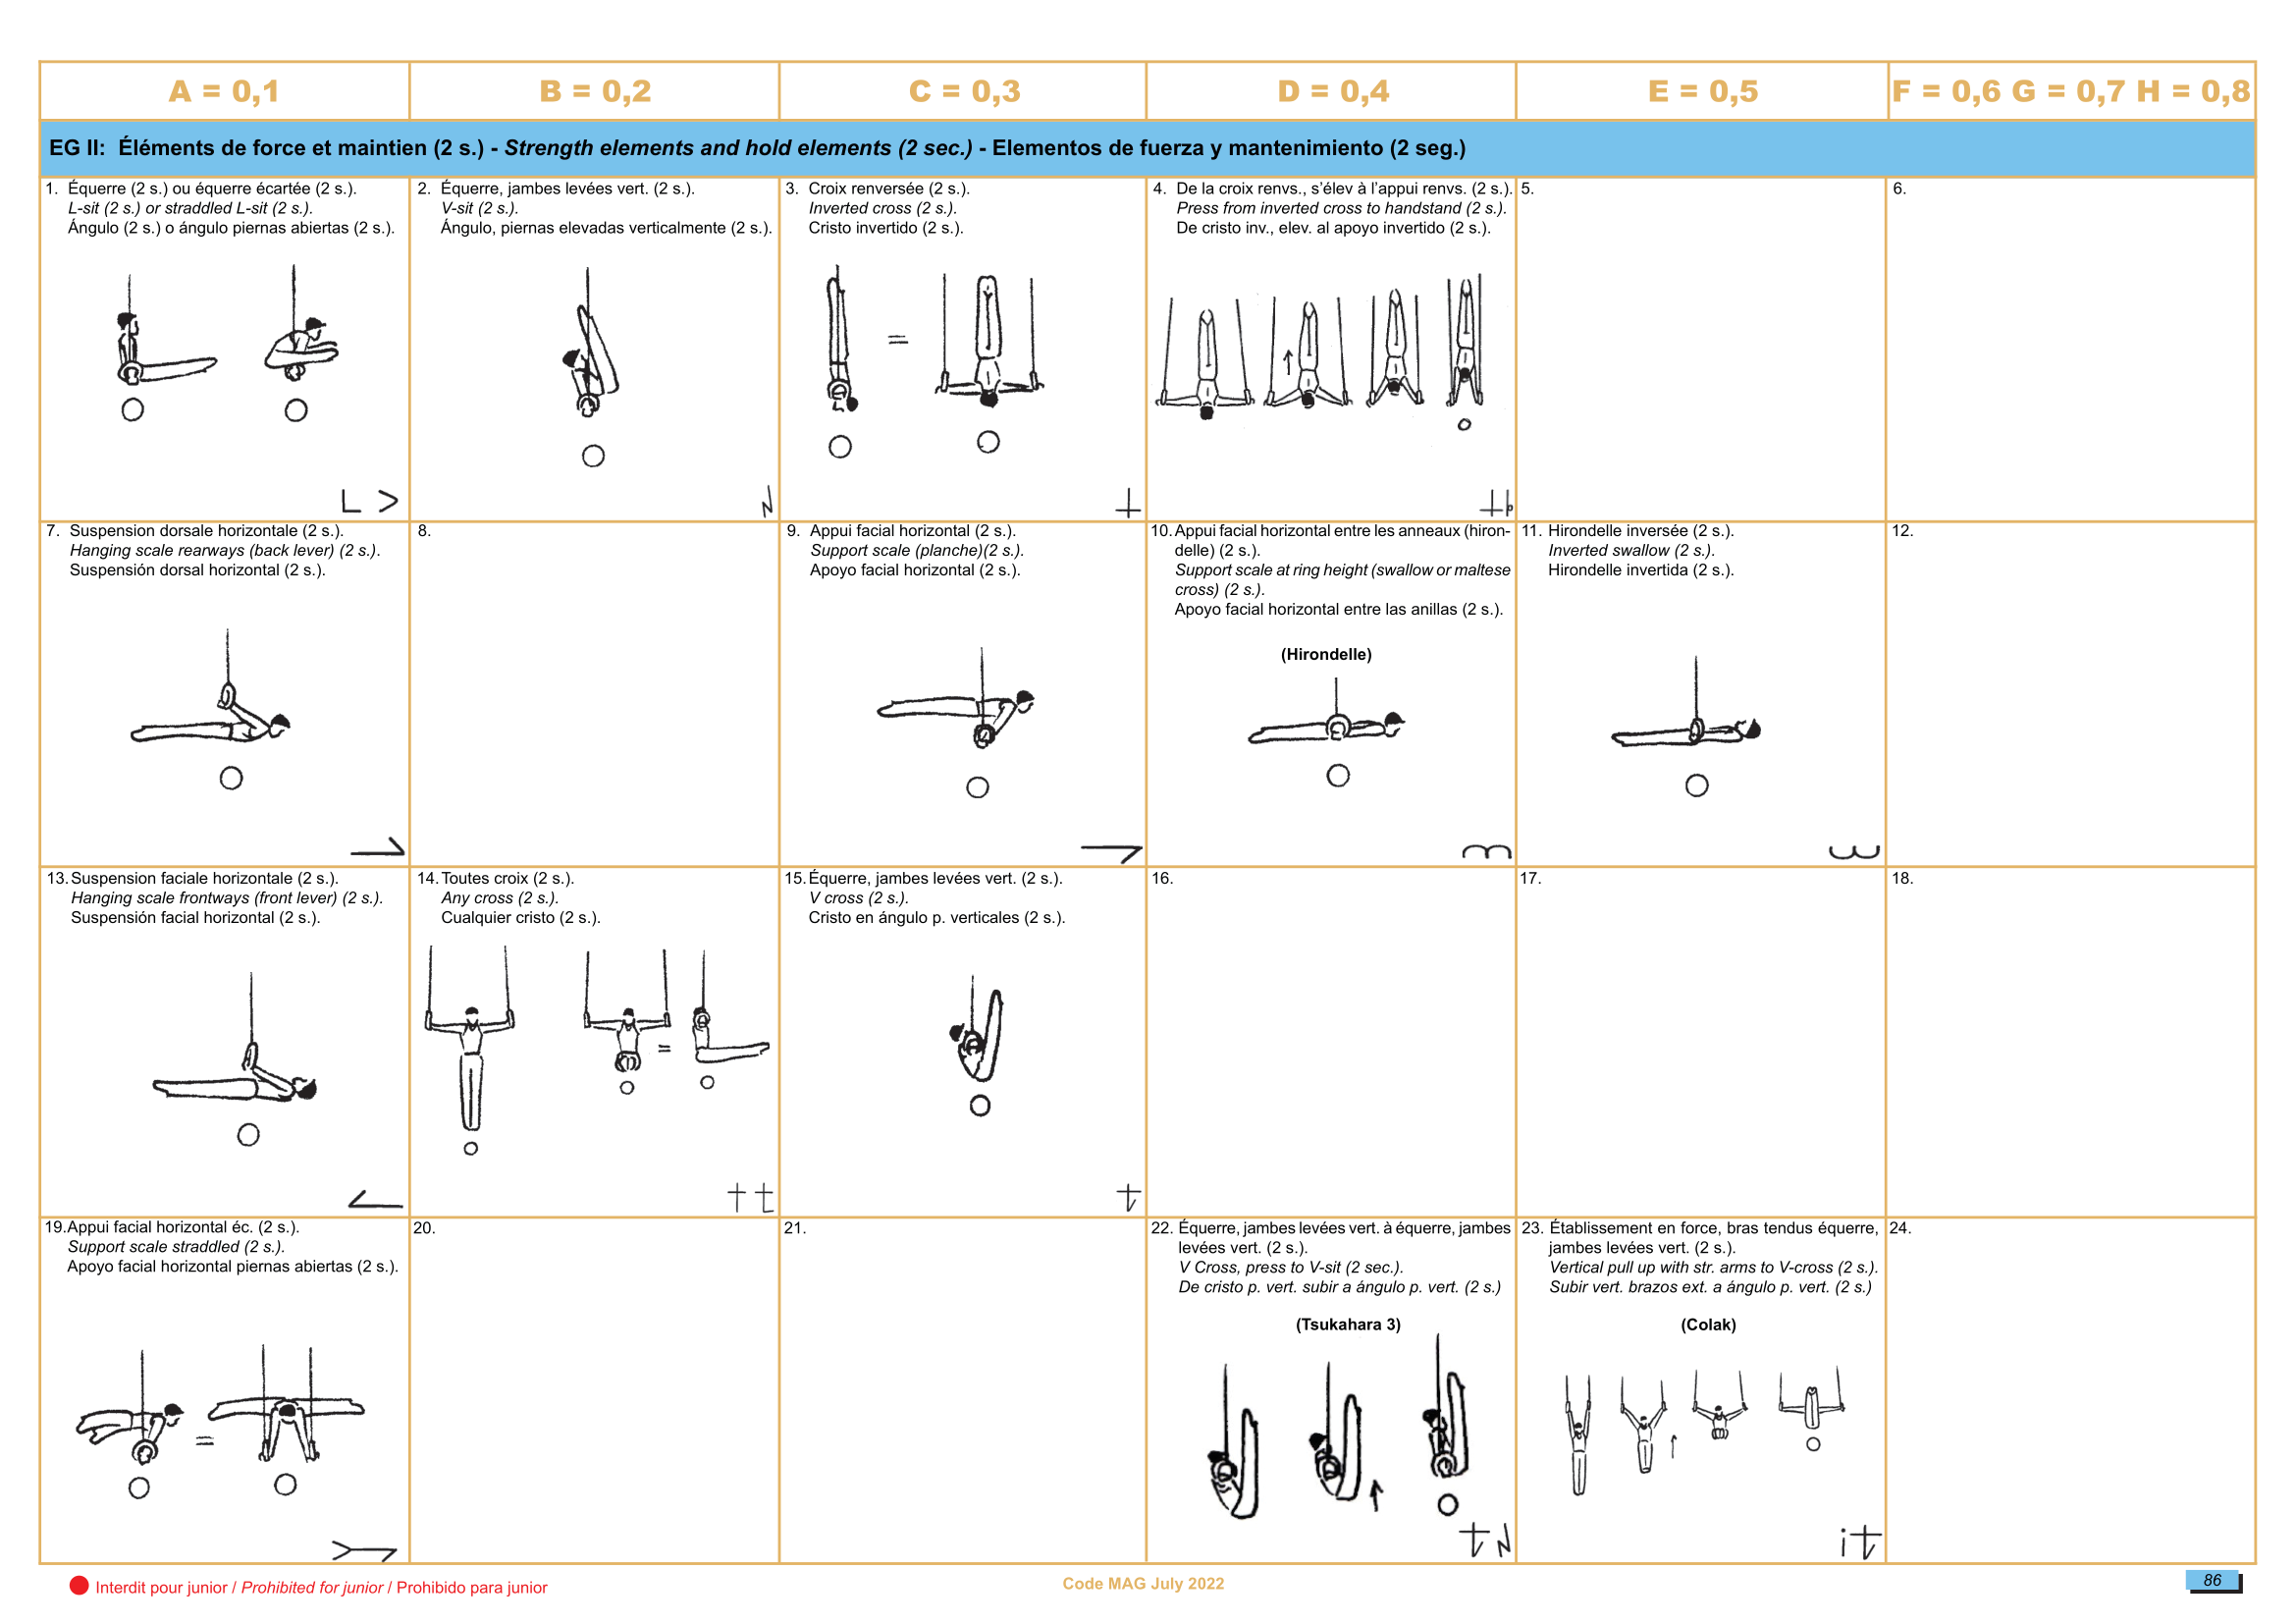 A = 0,1
B = 0,2
C = 0,3
D = 0,4
E = 0,5
F = 0,6 G = 0,7 H = 0,8
EG II: Éléments de force et maintien (2 s.) - Strength elements and hold elements (2 sec.) - Elementos de fuerza y mantenimiento (2 seg.)
1. Équerre (2 s.) ou équerre écartée (2 s.).
L-sit (2 s.) or straddled L-sit (2 s.).
Ángulo (2 s.) o ángulo piernas abiertas (2 s.).
2. Équerre, jambes levées vert. (2 s.).
V-sit (2 s.).
Ángulo, piernas elevadas verticalmente (2 s.).
3. Croix renversée (2 s.).
Inverted cross (2 s.).
Cristo invertido (2 s.).
4. De la croix renvs., s'élev à l'appui renvs. (2 s.).
Press from inverted cross to handstand (2 s.).
De cristo inv., elev. al apoyo invertido (2 s.).
5.
6.
7. Suspension dorsale horizontale (2 s.).
Hanging scale rearways (back lever) (2 s.).
Suspensión dorsal horizontal (2 s.).
8.
9. Appui facial horizontal (2 s.).
Support scale (planche)(2 s.).
Apoyo facial horizontal (2 s.).
10. Appui facial horizontal entre les anneaux (hiron-
delle) (2 s.).
Support scale at ring height (swallow or maltese
cross) (2 s.).
Apoyo facial horizontal entre las anillas (2 s.).
(Hirondelle)
11. Hirondelle inversée (2 s.).
Inverted swallow (2 s.).
Hirondelle invertida (2 s.).
12.
13. Suspension faciale horizontale (2 s.).
Hanging scale frontways (front lever) (2 s.).
Suspensión facial horizontal (2 s.).
14. Toutes croix (2 s.).
Any cross (2 s.).
Cualquier cristo (2 s.).
15. Équerre, jambes levées vert. (2 s.).
V cross (2 s.).
Cristo en ángulo p. verticales (2 s.).
16.
17.
18.
19. Appui facial horizontal éc. (2 s.).
Support scale straddled (2 s.).
Apoyo facial horizontal piernas abiertas (2 s.).
20.
21.
22. Équerre, jambes levées vert. à équerre, jambes
levées vert. (2 s.).
V Cross, press to V-sit (2 sec.).
De cristo p. vert. subir a ángulo p. vert. (2 s.)
(Tsukahara 3)
23. Établissement en force, bras tendus équerre,
jambes levées vert. (2 s.).
Vertical pull up with str. arms to V-cross (2 s.).
Subir vert. brazos ext. a ángulo p. vert. (2 s.)
(Colak)
24.
Interdit pour junior / Prohibited for junior / Prohibido para junior
Code MAG July 2022
86